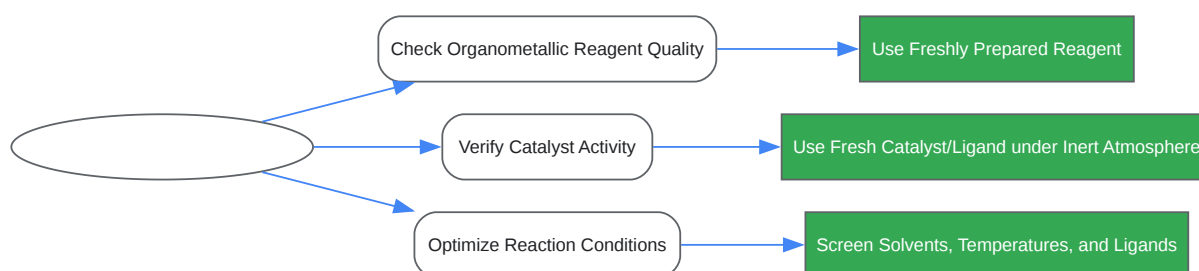 Check Organometallic Reagent Quality
Use Freshly Prepared Reagent
Verify Catalyst Activity
Use Fresh Catalyst/Ligand under Inert Atmosphere
Optimize Reaction Conditions
Screen Solvents, Temperatures, and Ligands